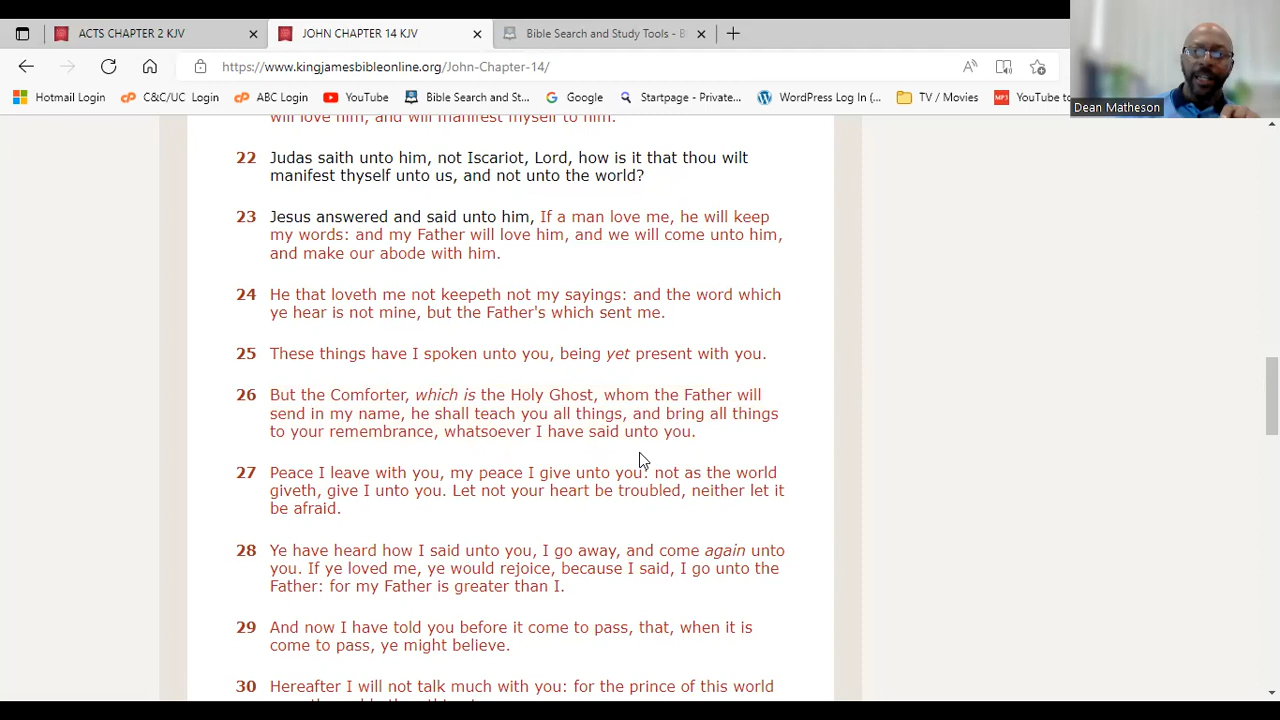 ACTS CHAPTER 2 KJV
JOHN CHAPTER 14 KJV
Bible Search and Study Tools - B
https://www.kingjamesbibleonline.org/John-Chapter-14/
Hotmail Login
C&C/UC Login
ABC Login
YouTube
Bible Search and St...
Google
Startpage - Private...
WordPress Log In (...
TV / Movies
YouTube to
Dean Matheson
will love him, and will manifest myself to him.
22 Judas saith unto him, not Iscariot, Lord, how is it that thou wilt
manifest thyself unto us, and not unto the world?
23 Jesus answered and said unto him, If a man love me, he will keep
my words: and my Father will love him, and we will come unto him,
and make our abode with him.
24 He that loveth me not keepeth not my sayings: and the word which
ye hear is not mine, but the Father's which sent me.
25 These things have I spoken unto you, being yet present with you.
26 But the Comforter, which is the Holy Ghost, whom the Father will
send in my name, he shall teach you all things, and bring all things
to your remembrance, whatsoever I have said unto you.
27 Peace I leave with you, my peace I give unto you: not as the world
giveth, give I unto you. Let not your heart be troubled, neither let it
be afraid.
28 Ye have heard how I said unto you, I go away, and come again unto
you. If ye loved me, ye would rejoice, because I said, I go unto the
Father: for my Father is greater than I.
29 And now I have told you before it come to pass, that, when it is
come to pass, ye might believe.
30 Hereafter I will not talk much with you: for the prince of this world